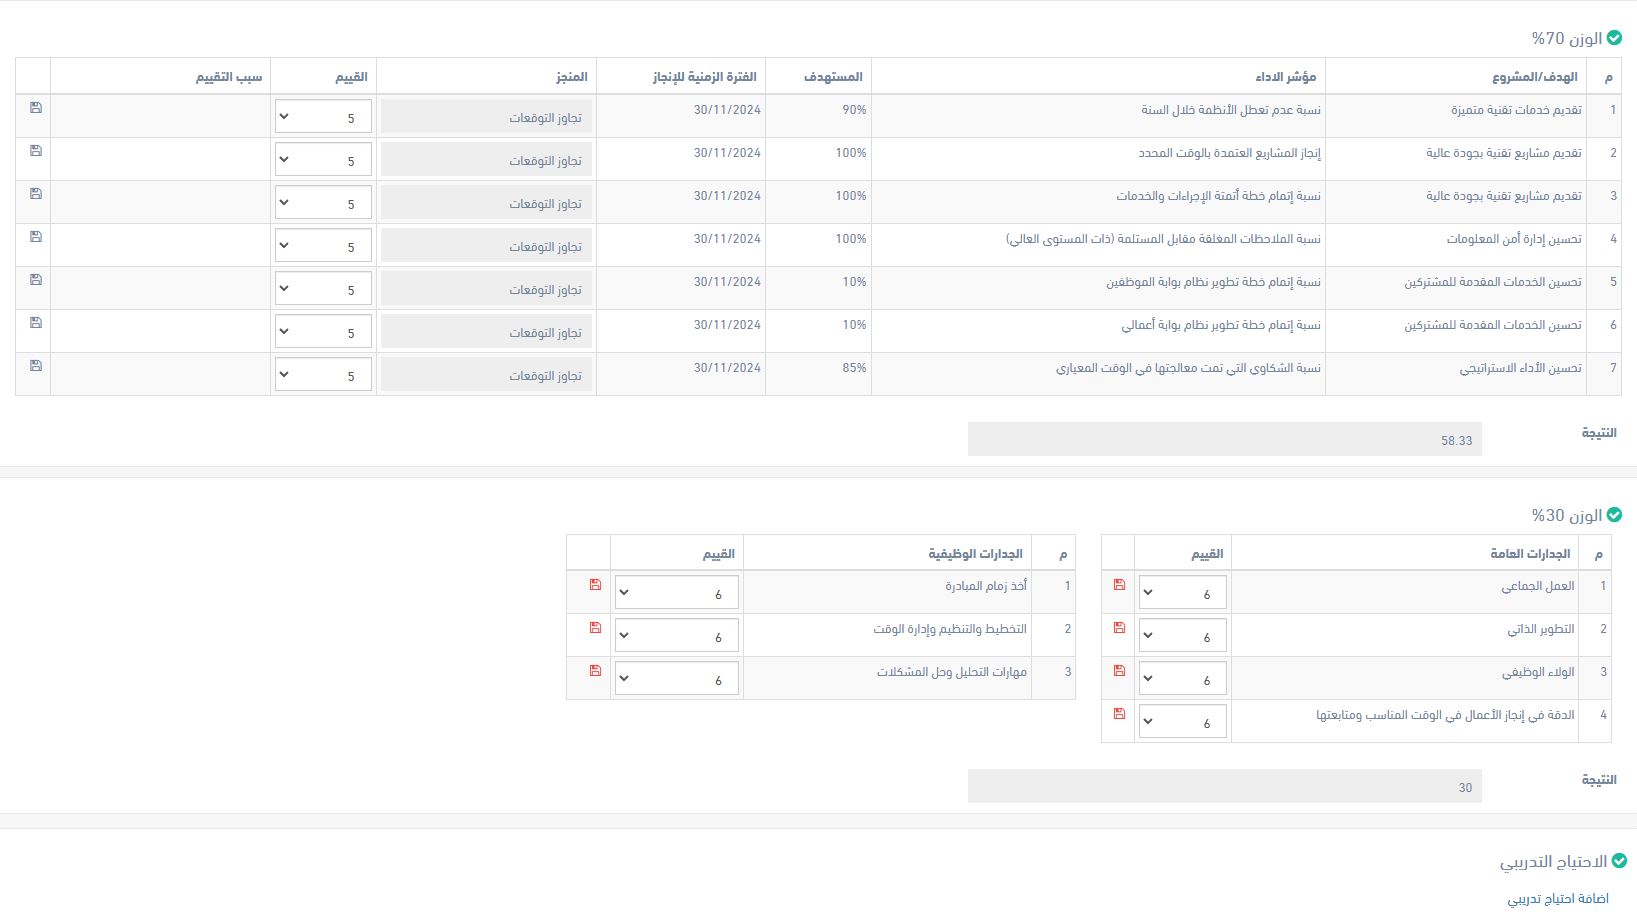 الوزن 70%
م الهدف/المشروع مؤشر الاداء المستهدف الفترة الزمنية للإنجاز المنجز القييم سبب التقييم
1 تقديم خدمات تقنية متميزة نسبة عدم تعطل الأنظمة خلال السنة 90% 30/11/2024 تجاوز التوقعات 5
2 تقديم مشاريع تقنية بجودة عالية إنجاز المشاريع العتمدة بالوقت المحدد 100% 30/11/2024 تجاوز التوقعات 5
3 تقديم مشاريع تقنية بجودة عالية نسبة إتمام خطة أتمتة الإجراءات والخدمات 100% 30/11/2024 تجاوز التوقعات 5
4 تحسين إدارة أمن المعلومات نسبة الملاحظات المغلقة مقابل المستلمة (ذات المستوى العالي) 100% 30/11/2024 تجاوز التوقعات 5
5 تحسين الخدمات المقدمة للمشتركين نسبة إتمام خطة تطوير نظام بوابة الموظفين 10% 30/11/2024 تجاوز التوقعات 5
6 تحسين الخدمات المقدمة للمشتركين نسبة إتمام خطة تطوير نظام بوابة أعمالي 10% 30/11/2024 تجاوز التوقعات 5
7 تحسين الأداء الاستراتيجي نسبة الشكاوي التي تمت معالجتها في الوقت المعياري 85% 30/11/2024 تجاوز التوقعات 5
النتيجة 58.33
الوزن 30%
م الجدارات العامة القييم
1 العمل الجماعي 6
2 التطوير الذاتي 6
3 الولاء الوظيفي 6
4 الدقة في إنجاز الأعمال في الوقت المناسب ومتابعتها 6
م الجدارات الوظيفية القييم
1 أخذ زمام المبادرة 6
2 التخطيط والتنظيم وإدارة الوقت 6
3 مهارات التحليل وحل المشكلات 6
النتيجة 30
الاحتياج التدريبي
اضافة احتياج تدريبي